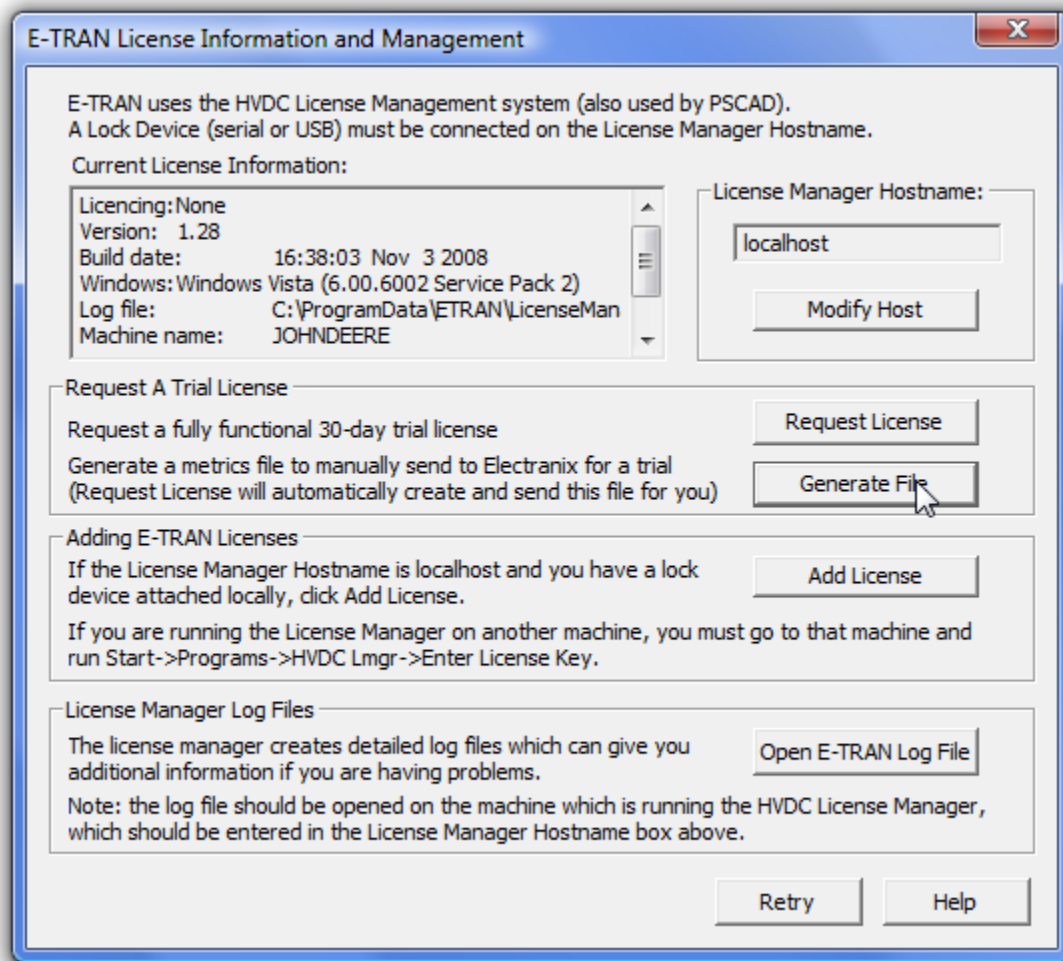 E-TRAN License Information and Management
E-TRAN uses the HVDC License Management system (also used by PSCAD).
A Lock Device (serial or USB) must be connected on the License Manager Hostname.
Current License Information:
Licencing: None
Version: 1.28
Build date: 16:38:03 Nov 3 2008
Windows: Windows Vista (6.00.6002 Service Pack 2)
Log file: C:\ProgramData\ETRAN\LicenseMan
Machine name: JOHNDEERE
License Manager Hostname:
localhost
Modify Host
Request A Trial License
Request a fully functional 30-day trial license
Request License
Generate a metrics file to manually send to Electranix for a trial
(Request License will automatically create and send this file for you)
Generate File
Adding E-TRAN Licenses
If the License Manager Hostname is localhost and you have a lock
device attached locally, click Add License.
Add License
If you are running the License Manager on another machine, you must go to that machine and
run Start->Programs->HVDC Lmgr->Enter License Key.
License Manager Log Files
The license manager creates detailed log files which can give you
additional information if you are having problems.
Open E-TRAN Log File
Note: the log file should be opened on the machine which is running the HVDC License Manager,
which should be entered in the License Manager Hostname box above.
Retry
Help